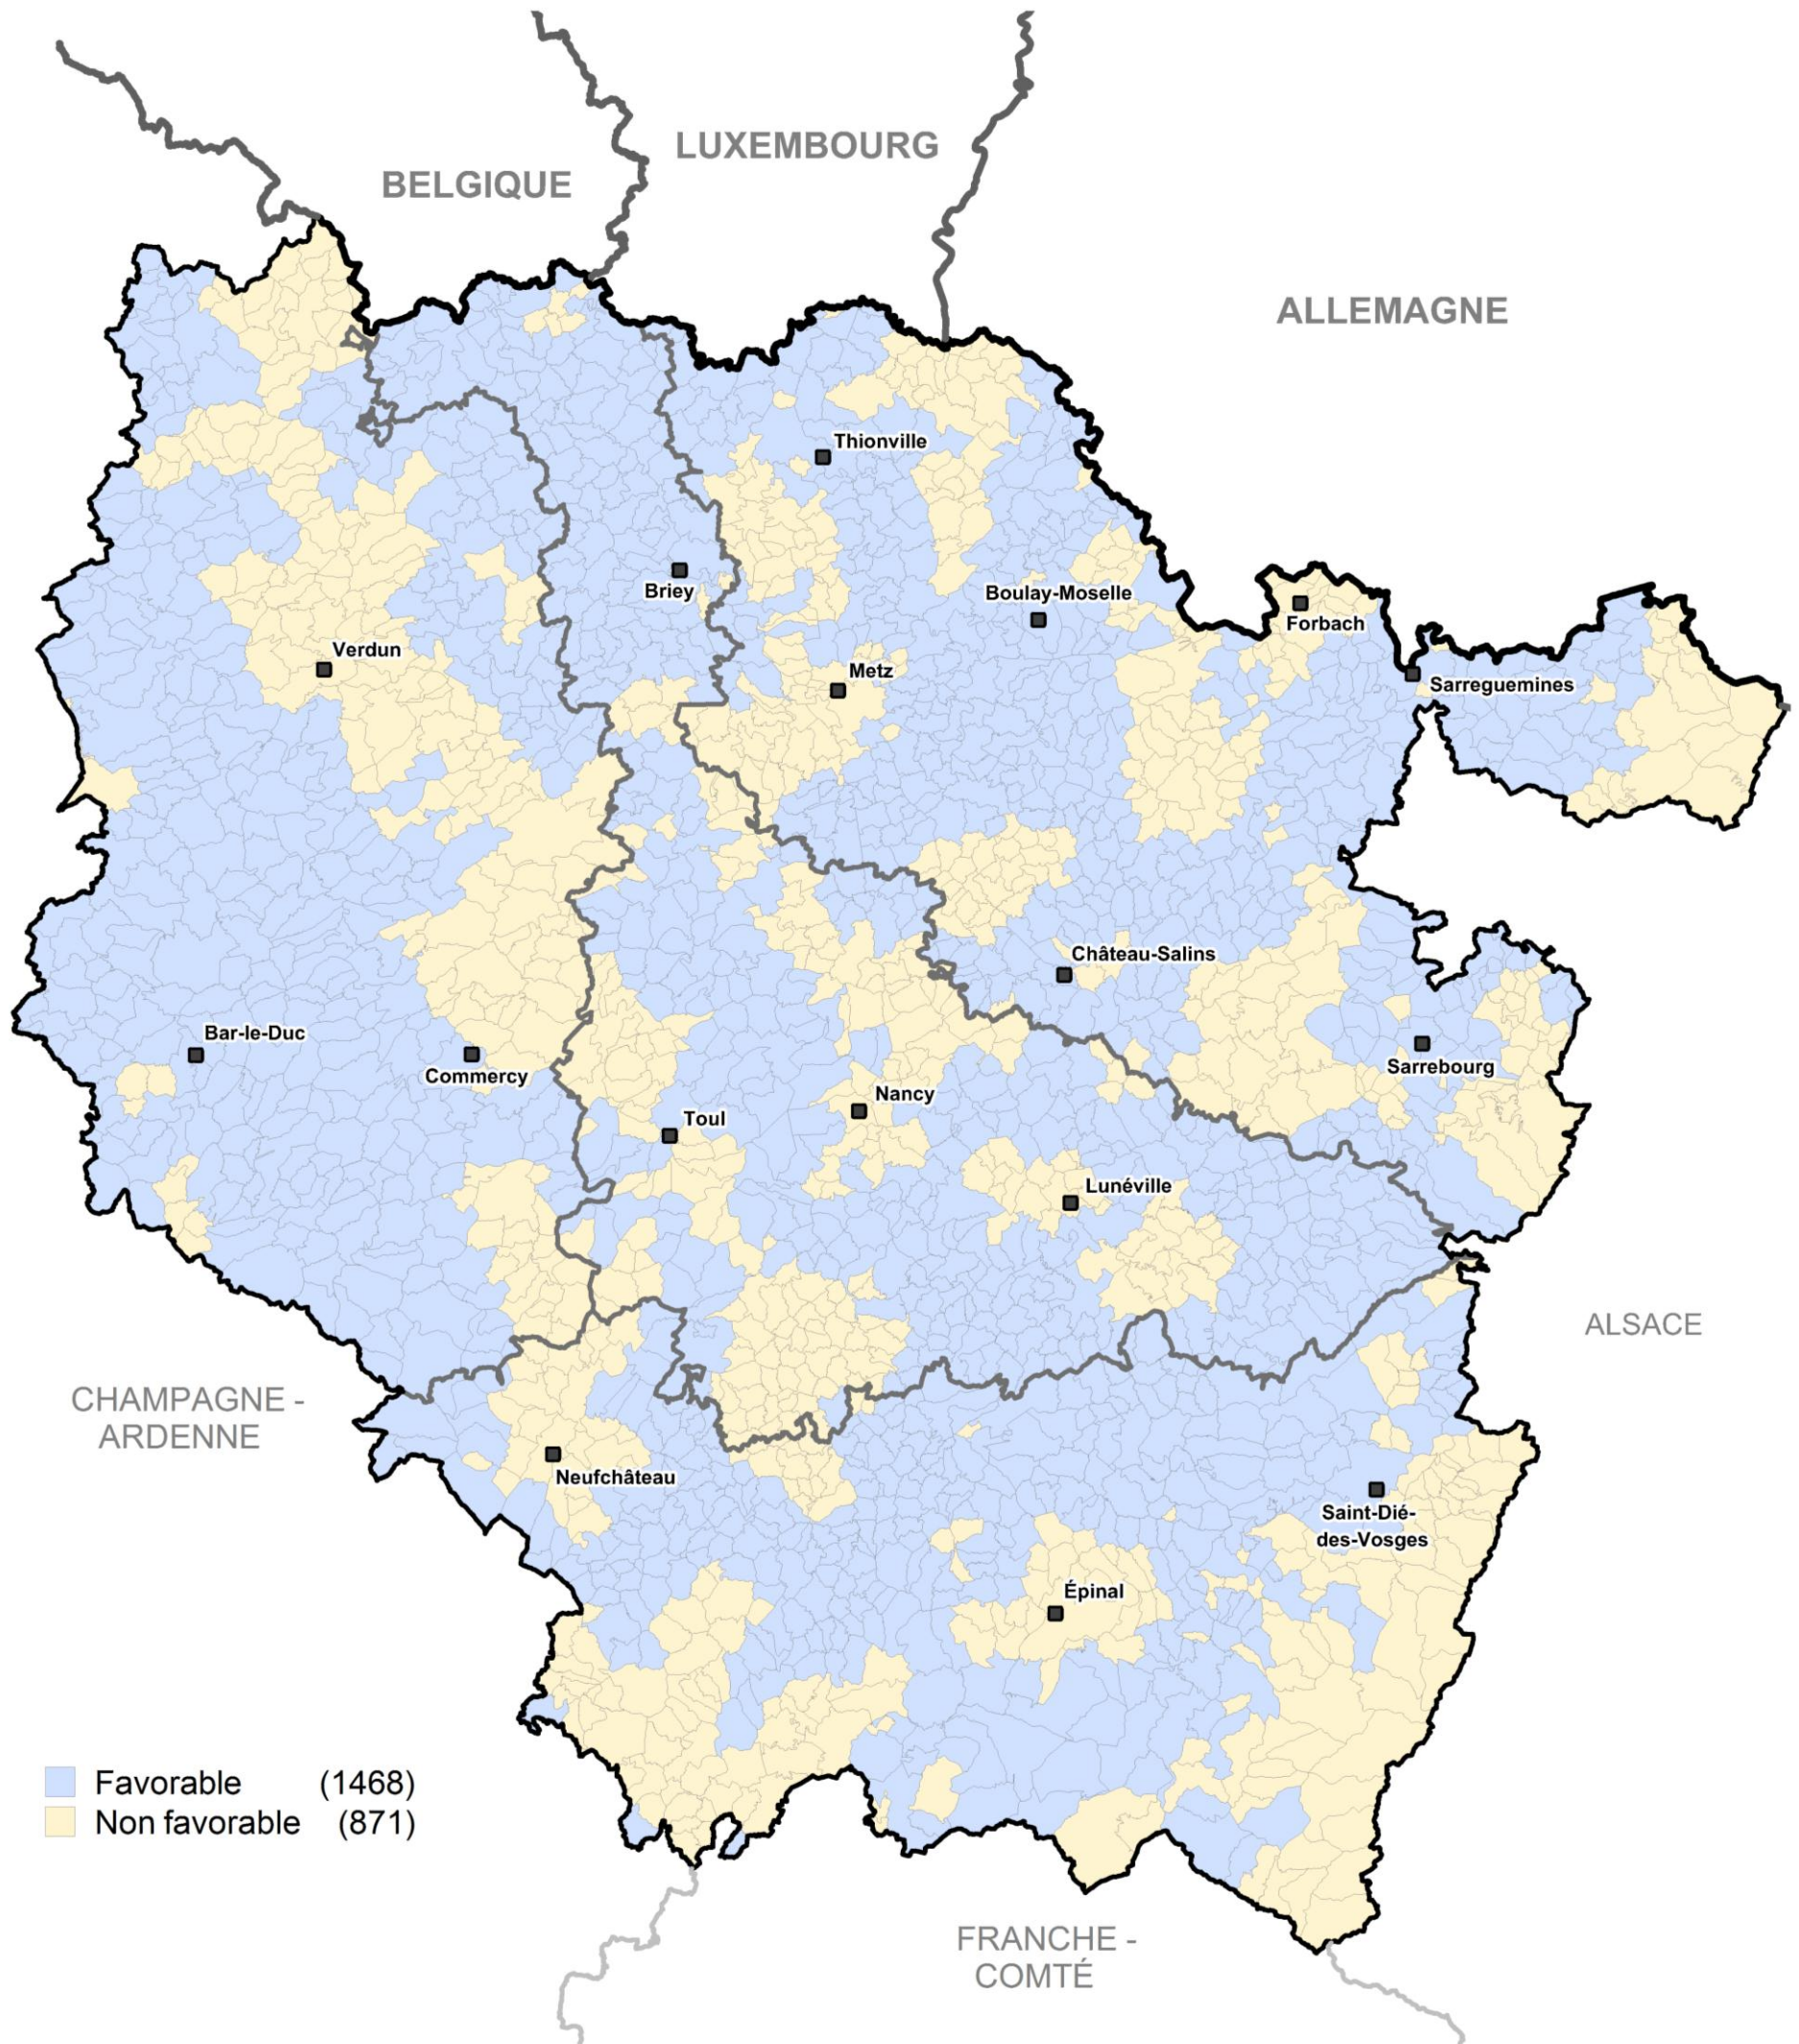 LUXEMBOURG
BELGIQUE
ALLEMAGNE
Thionville
Briey
Boulay-Moselle
Forbach
Verdun
Metz
Sarreguemines
Château-Salins
Bar-le-Duc
Commercy
Sarrebourg
Nancy
Toul
Lunéville
ALSACE
CHAMPAGNE -
ARDENNE
Neufchâteau
Saint-Dié-
des-Vosges
Épinal
Favorable (1468)
Non favorable (871)
FRANCHE -
COMTÉ